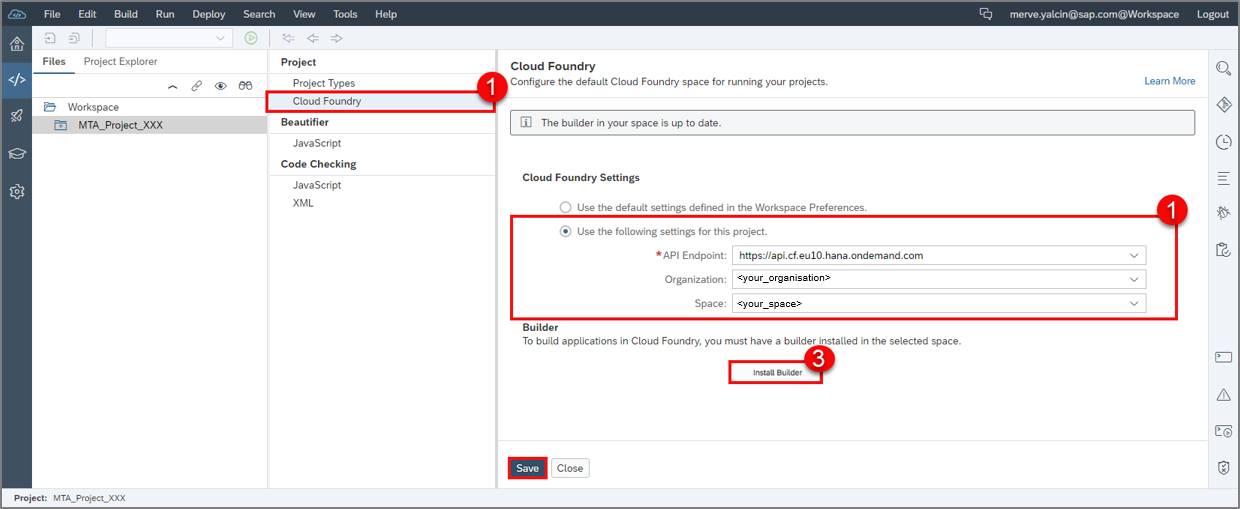 File Edit Build Run Deploy Search View Tools Help merve.yalcin@sap.com@Workspace Logout
Files Project Explorer
Workspace
MTA_Project_XXX
Project
Project Types
Cloud Foundry
1
Beautifier
JavaScript
Code Checking
JavaScript
XML
Cloud Foundry
Configure the default Cloud Foundry space for running your projects.
Learn More
The builder in your space is up to date.
Cloud Foundry Settings
Use the default settings defined in the Workspace Preferences.
1
Use the following settings for this project.
*API Endpoint: https://api.cf.eu10.hana.ondemand.com
Organization: <your_organisation>
Space: <your_space>
Builder
To build applications in Cloud Foundry, you must have a builder installed in the selected space.
3
Install Builder
Save Close
Project: MTA_Project_XXX